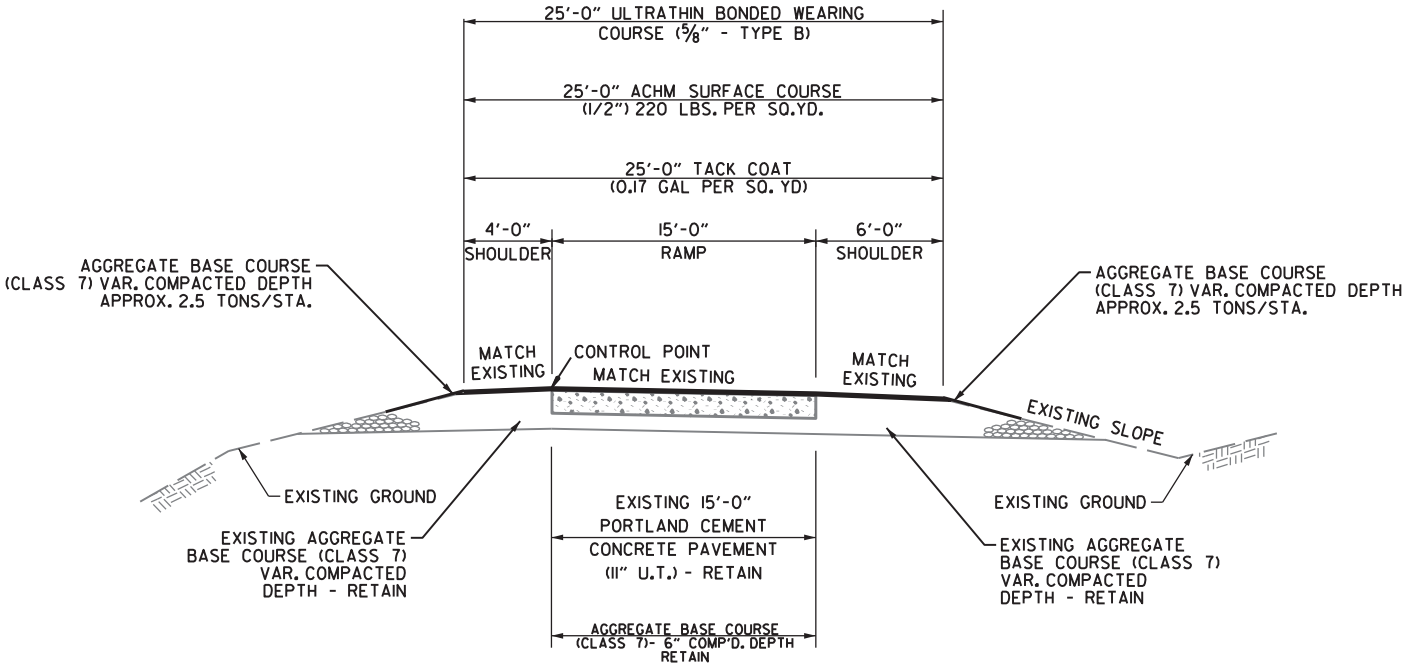 25'-0" ULTRATHIN BONDED WEARING
COURSE (5/8" - TYPE B)
25'-0" ACHM SURFACE COURSE
(1/2") 220 LBS. PER SQ.YD.
25'-0" TACK COAT
(0.17 GAL PER SQ. YD)
4'-0"
SHOULDER
15'-0"
RAMP
6'-0"
SHOULDER
AGGREGATE BASE COURSE
(CLASS 7) VAR. COMPACTED DEPTH
APPROX. 2.5 TONS/STA.
AGGREGATE BASE COURSE
(CLASS 7) VAR. COMPACTED DEPTH
APPROX. 2.5 TONS/STA.
MATCH
EXISTING
CONTROL POINT
MATCH EXISTING
MATCH
EXISTING
EXISTING SLOPE
EXISTING GROUND
EXISTING GROUND
EXISTING AGGREGATE
BASE COURSE (CLASS 7)
VAR. COMPACTED
DEPTH - RETAIN
EXISTING 15'-0"
PORTLAND CEMENT
CONCRETE PAVEMENT
(11" U.T.) - RETAIN
EXISTING AGGREGATE
BASE COURSE (CLASS 7)
VAR. COMPACTED
DEPTH - RETAIN
AGGREGATE BASE COURSE
(CLASS 7)- 6" COMP'D. DEPTH
RETAIN